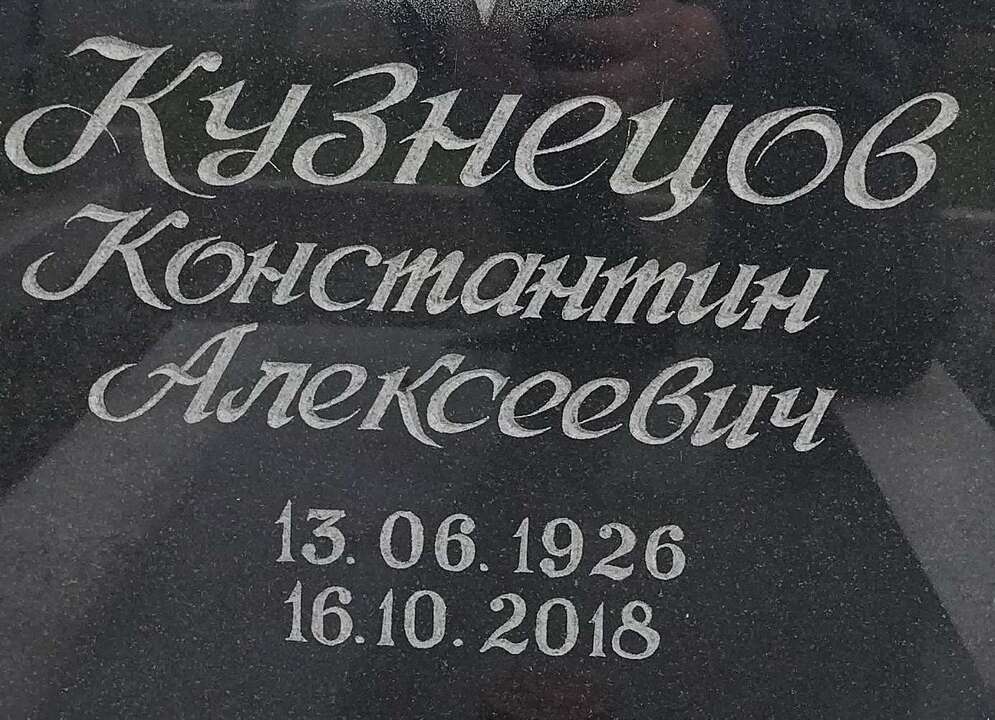 Кузнецов
Константин
Алексеевич
13.06.1926
16.10.2018